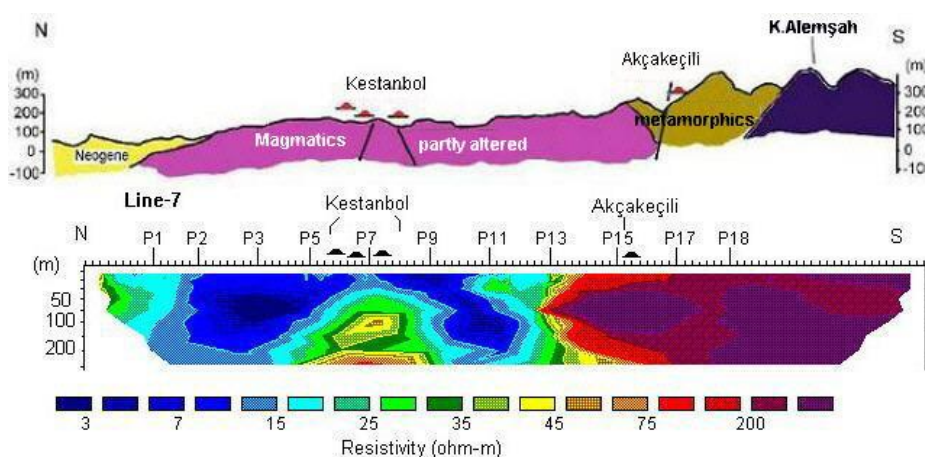 N
K.Alemşah
S
(m)
Akçakeçili
(m)
Kestanbol
300
300
200
metamorphics
200
100
Magmatics
partly altered
100
0
Neogene
0
-100
-10
Line-7
Kestanbol
Akçakeçili
N
P1 P2 P3 P5 P7 P9 P11 P13 P15 P17 P18
S
(m)
50
100
200
3 7 15 25 35 45 75 200
Resistivity (ohm-m)